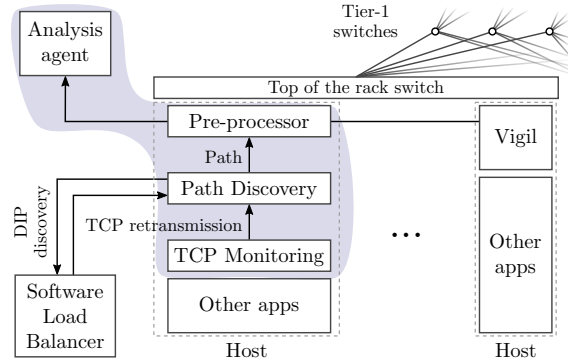 Analysis
agent
Tier-1
switches
Top of the rack switch
Pre-processor
Vigil
Path
Path Discovery
DIP
discovery
TCP retransmission
TCP Monitoring
...
Other
apps
Software
Load
Balancer
Other apps
Host
Host